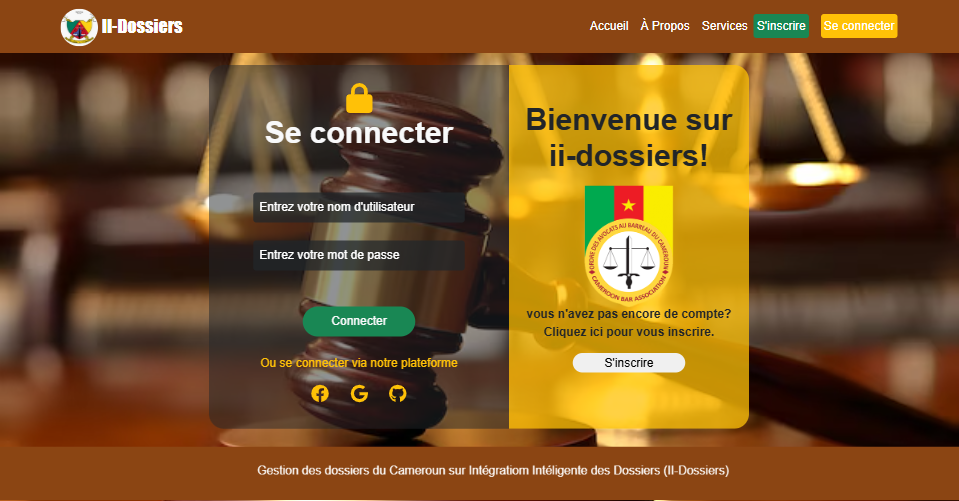 II-Dossiers
Accueil
À Propos
Services
S'inscrire
Se connecter
Se connecter
Entrez votre nom d'utilisateur
Entrez votre mot de passe
Connecter
Ou se connecter via notre plateforme
Bienvenue sur
ii-dossiers!
ORDRE DES AVOCATS AU BARREAU DU CAMEROUN
CAMEROON BAR ASSOCIATION
vous n'avez pas encore de compte?
Cliquez ici pour vous inscrire.
S'inscrire
Gestion des dossiers du Cameroun sur Intégratiom Intéligente des Dossiers (II-Dossiers)